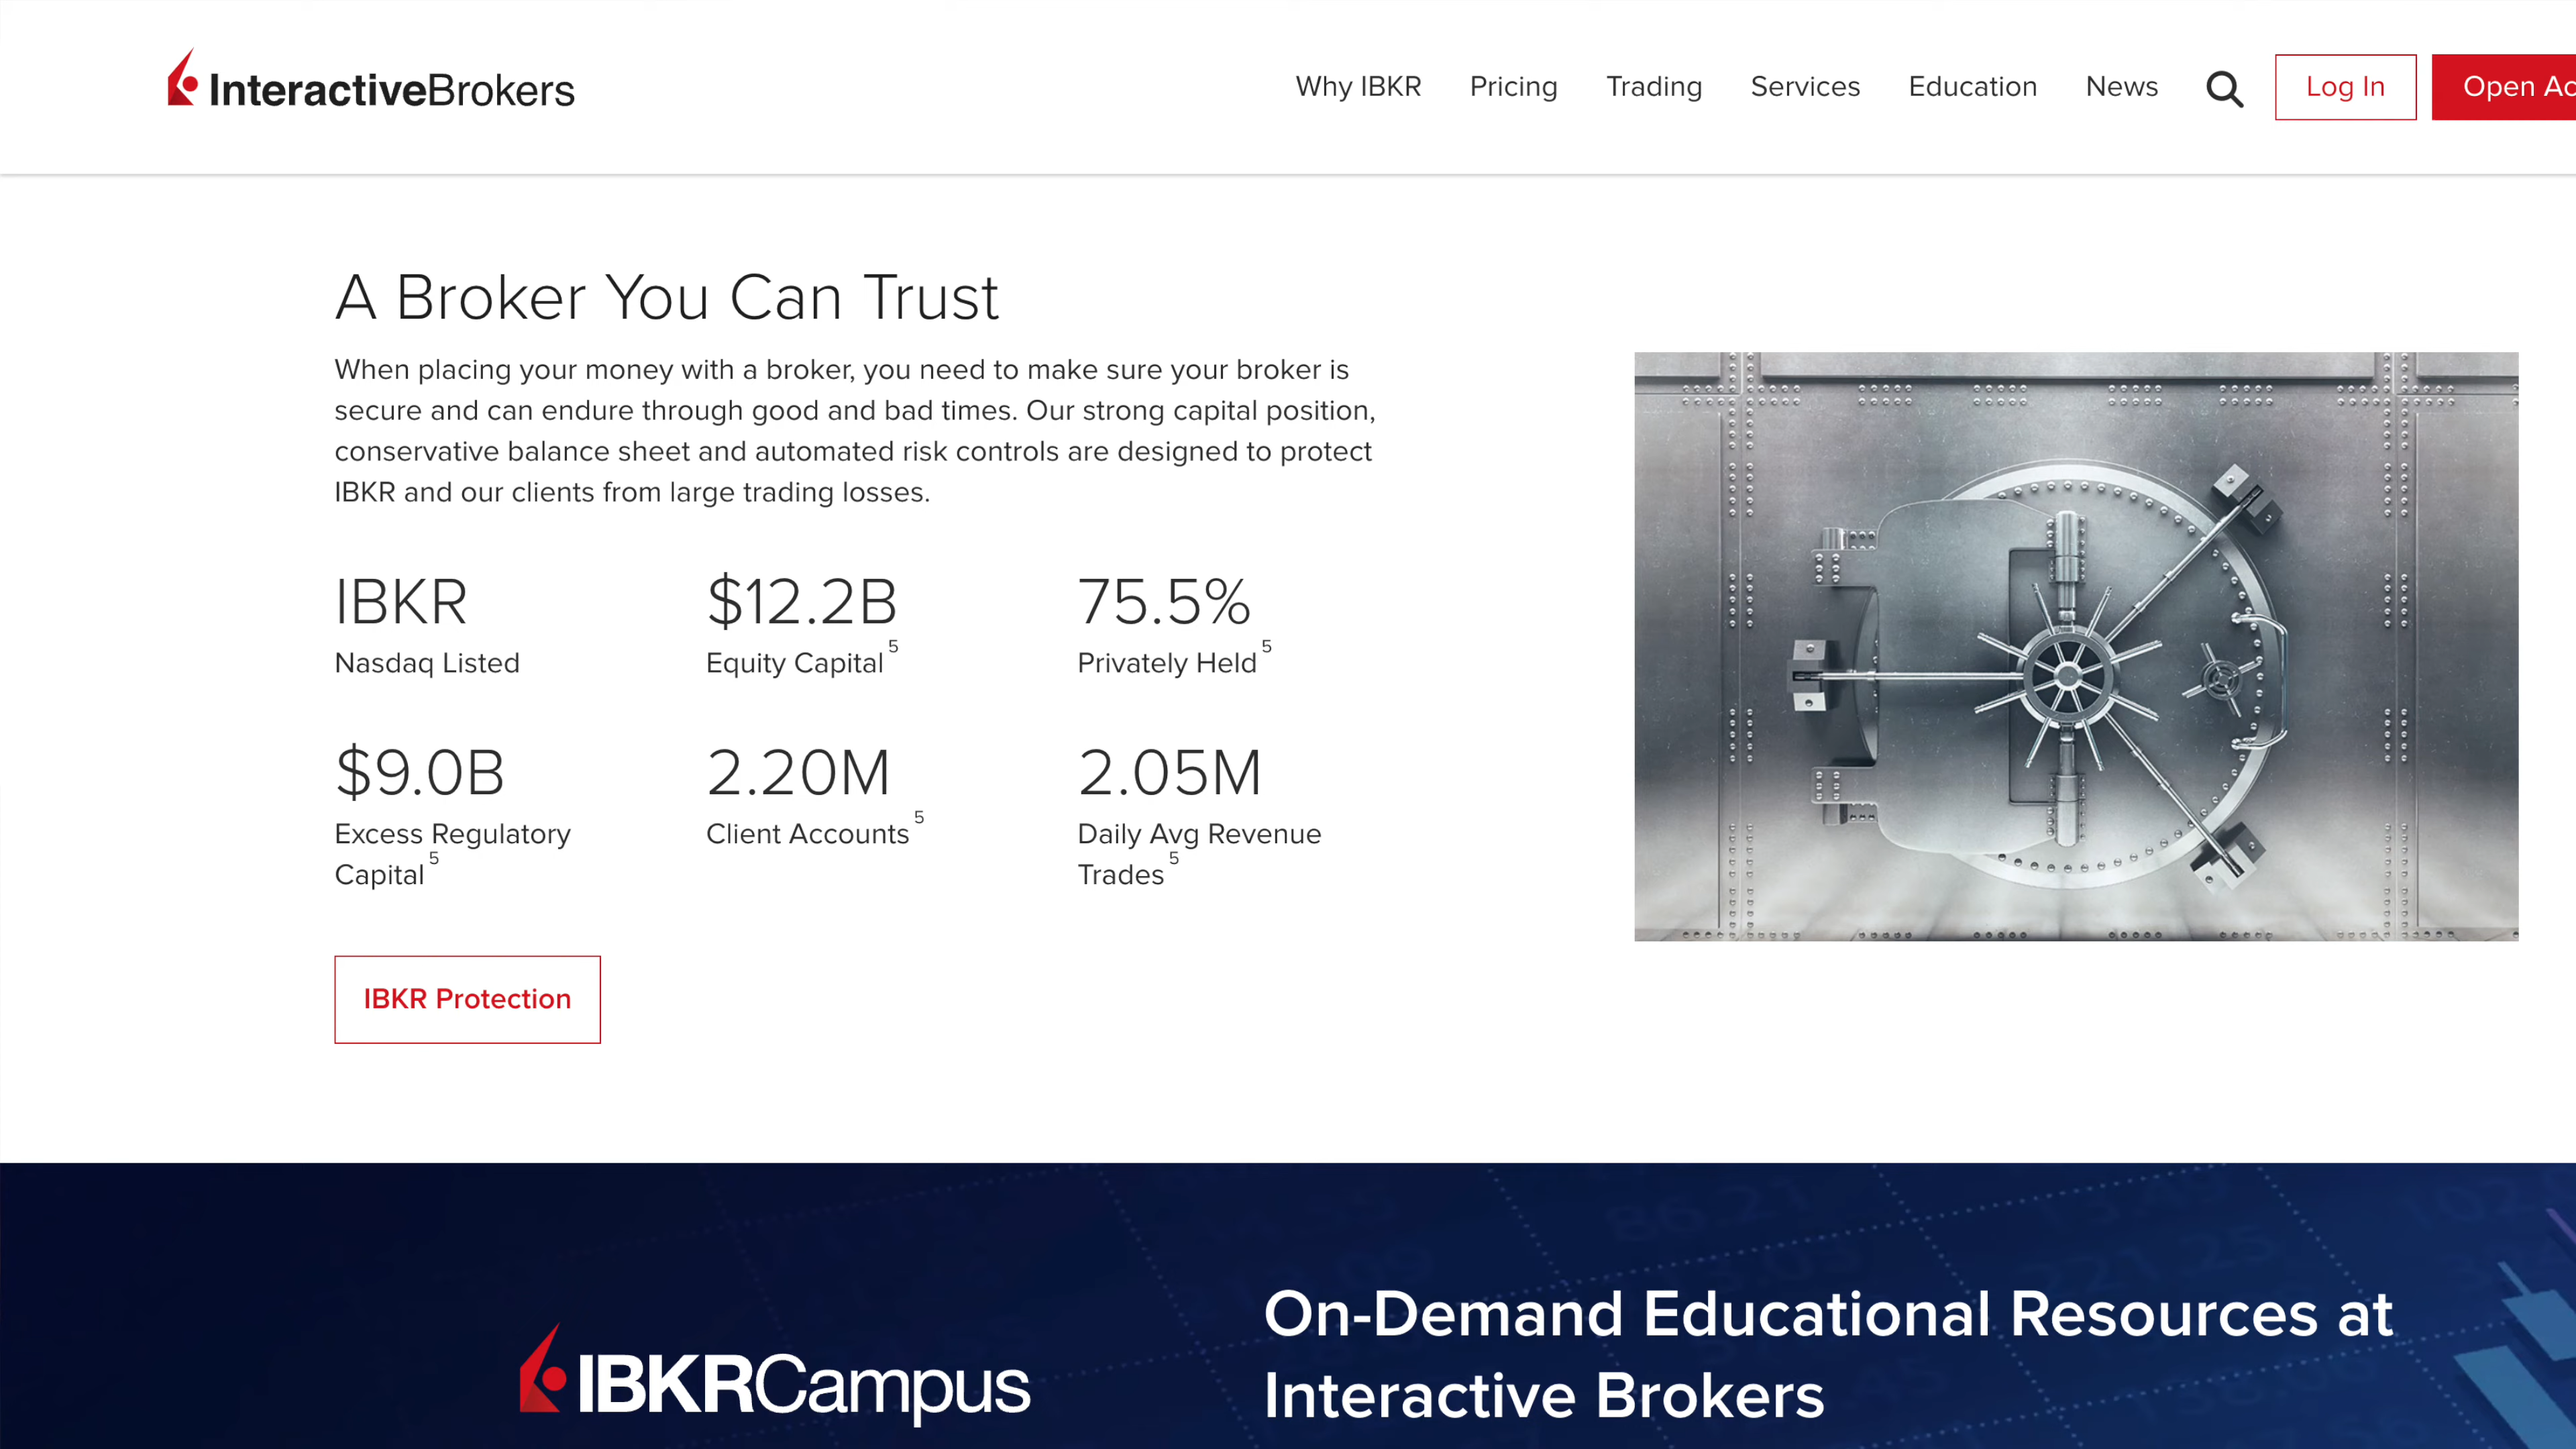 InteractiveBrokers
Why IBKR
Pricing
Trading
Services
Education
News
Log In
Open
A Broker You Can Trust
When placing your money with a broker, you need to make sure your broker is
secure and can endure through good and bad times. Our strong capital position,
conservative balance sheet and automated risk controls are designed to protect
IBKR and our clients from large trading losses.
IBKR
Nasdaq Listed
$12.2B
Equity Capital 5
75.5%
Privately Held 5
$9.0B
Excess Regulatory
Capital 5
2.20M
Client Accounts 5
2.05M
Daily Avg Revenue
Trades 5
IBKR Protection
IBKRCampus
On-Demand Educational Resources at
Interactive Brokers
86.21